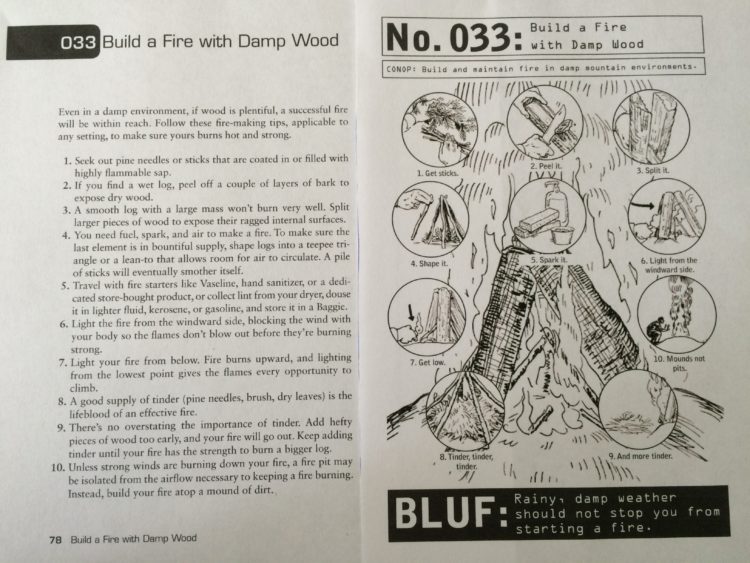 033 Build a Fire with Damp Wood
Even in a damp environment, if wood is plentiful, a successful fire
will be within reach. Follow these fire-making tips, applicable to
any setting, to make sure yours burns hot and strong.
1. Seek out pine needles or sticks that are coated in or filled with
highly flammable sap.
2. If you find a wet log, peel off a couple of layers of bark to
expose dry wood.
3. A smooth log with a large mass won't burn very well. Split
larger pieces of wood to expose their ragged internal surfaces.
4. You need fuel, spark, and air to make a fire. To make sure the
last element is in bountiful supply, shape logs into a teepee tri-
angle or a lean-to that allows room for air to circulate. A pile
of sticks will eventually smother itself.
5. Travel with fire starters like Vaseline, hand sanitizer, or a dedi-
cated store-bought product, or collect lint from your dryer, douse
it in lighter fluid, kerosene, or gasoline, and store it in a Baggie.
6. Light the fire from the windward side, blocking the wind with
your body so the flames don't blow out before they're burning
strong.
7. Light your fire from below. Fire burns upward, and lighting
from the lowest point gives the flames every opportunity to
climb.
8. A good supply of tinder (pine needles, brush, dry leaves) is the
lifeblood of an effective fire.
9. There's no overstating the importance of tinder. Add hefty
pieces of wood too early, and your fire will go out. Keep adding
tinder until your fire has the strength to burn a bigger log.
10. Unless strong winds are burning down your fire, a fire pit may
be isolated from the airflow necessary to keeping a fire burning.
Instead, build your fire atop a mound of dirt.
78 Build a Fire with Damp Wood
No. 033: Build a Fire
with Damp Wood
CONOP: Build and maintain fire in damp mountain environments.
1. Get sticks.
2. Peel it.
3. Split it.
4. Shape it.
5. Spark it.
6. Light from the
windward side.
7. Get low.
10. Mounds not
pits.
8. Tinder, tinder,
tinder.
9. And more tinder.
BLUF: Rainy, damp weather
should not stop you from
starting a fire.